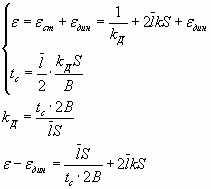 ε = ε_ст + ε_дин = 1/k_Д + 2l̄kS + ε_дин
t_c = l̄/2 · k_Д S/B
k_Д = t_c · 2B / l̄S
ε − ε_дин = l̄S / t_c · 2B + 2l̄kS